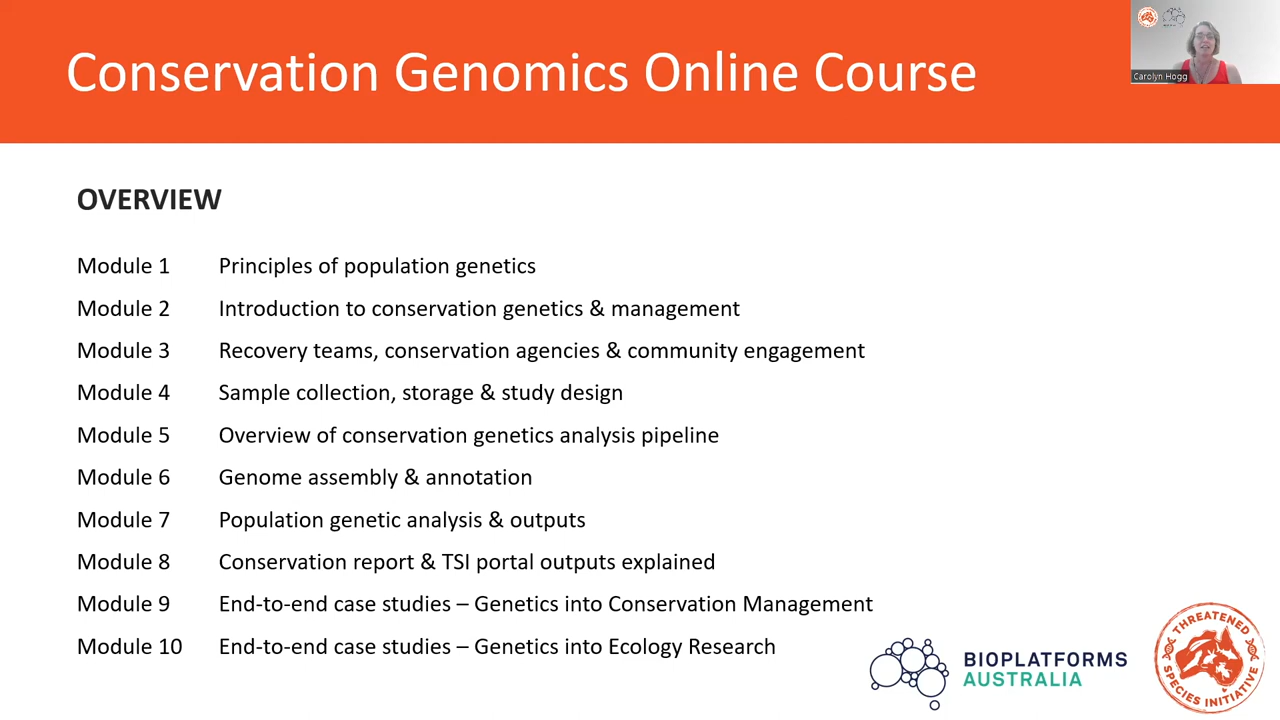 Conservation Genomics Online Course
Carolyn Hogg
OVERVIEW
Module 1 Principles of population genetics
Module 2 Introduction to conservation genetics & management
Module 3 Recovery teams, conservation agencies & community engagement
Module 4 Sample collection, storage & study design
Module 5 Overview of conservation genetics analysis pipeline
Module 6 Genome assembly & annotation
Module 7 Population genetic analysis & outputs
Module 8 Conservation report & TSI portal outputs explained
Module 9 End-to-end case studies – Genetics into Conservation Management
Module 10 End-to-end case studies – Genetics into Ecology Research
BIOPLATFORMS
AUSTRALIA
THREATENED
SPECIES INITIATIVE